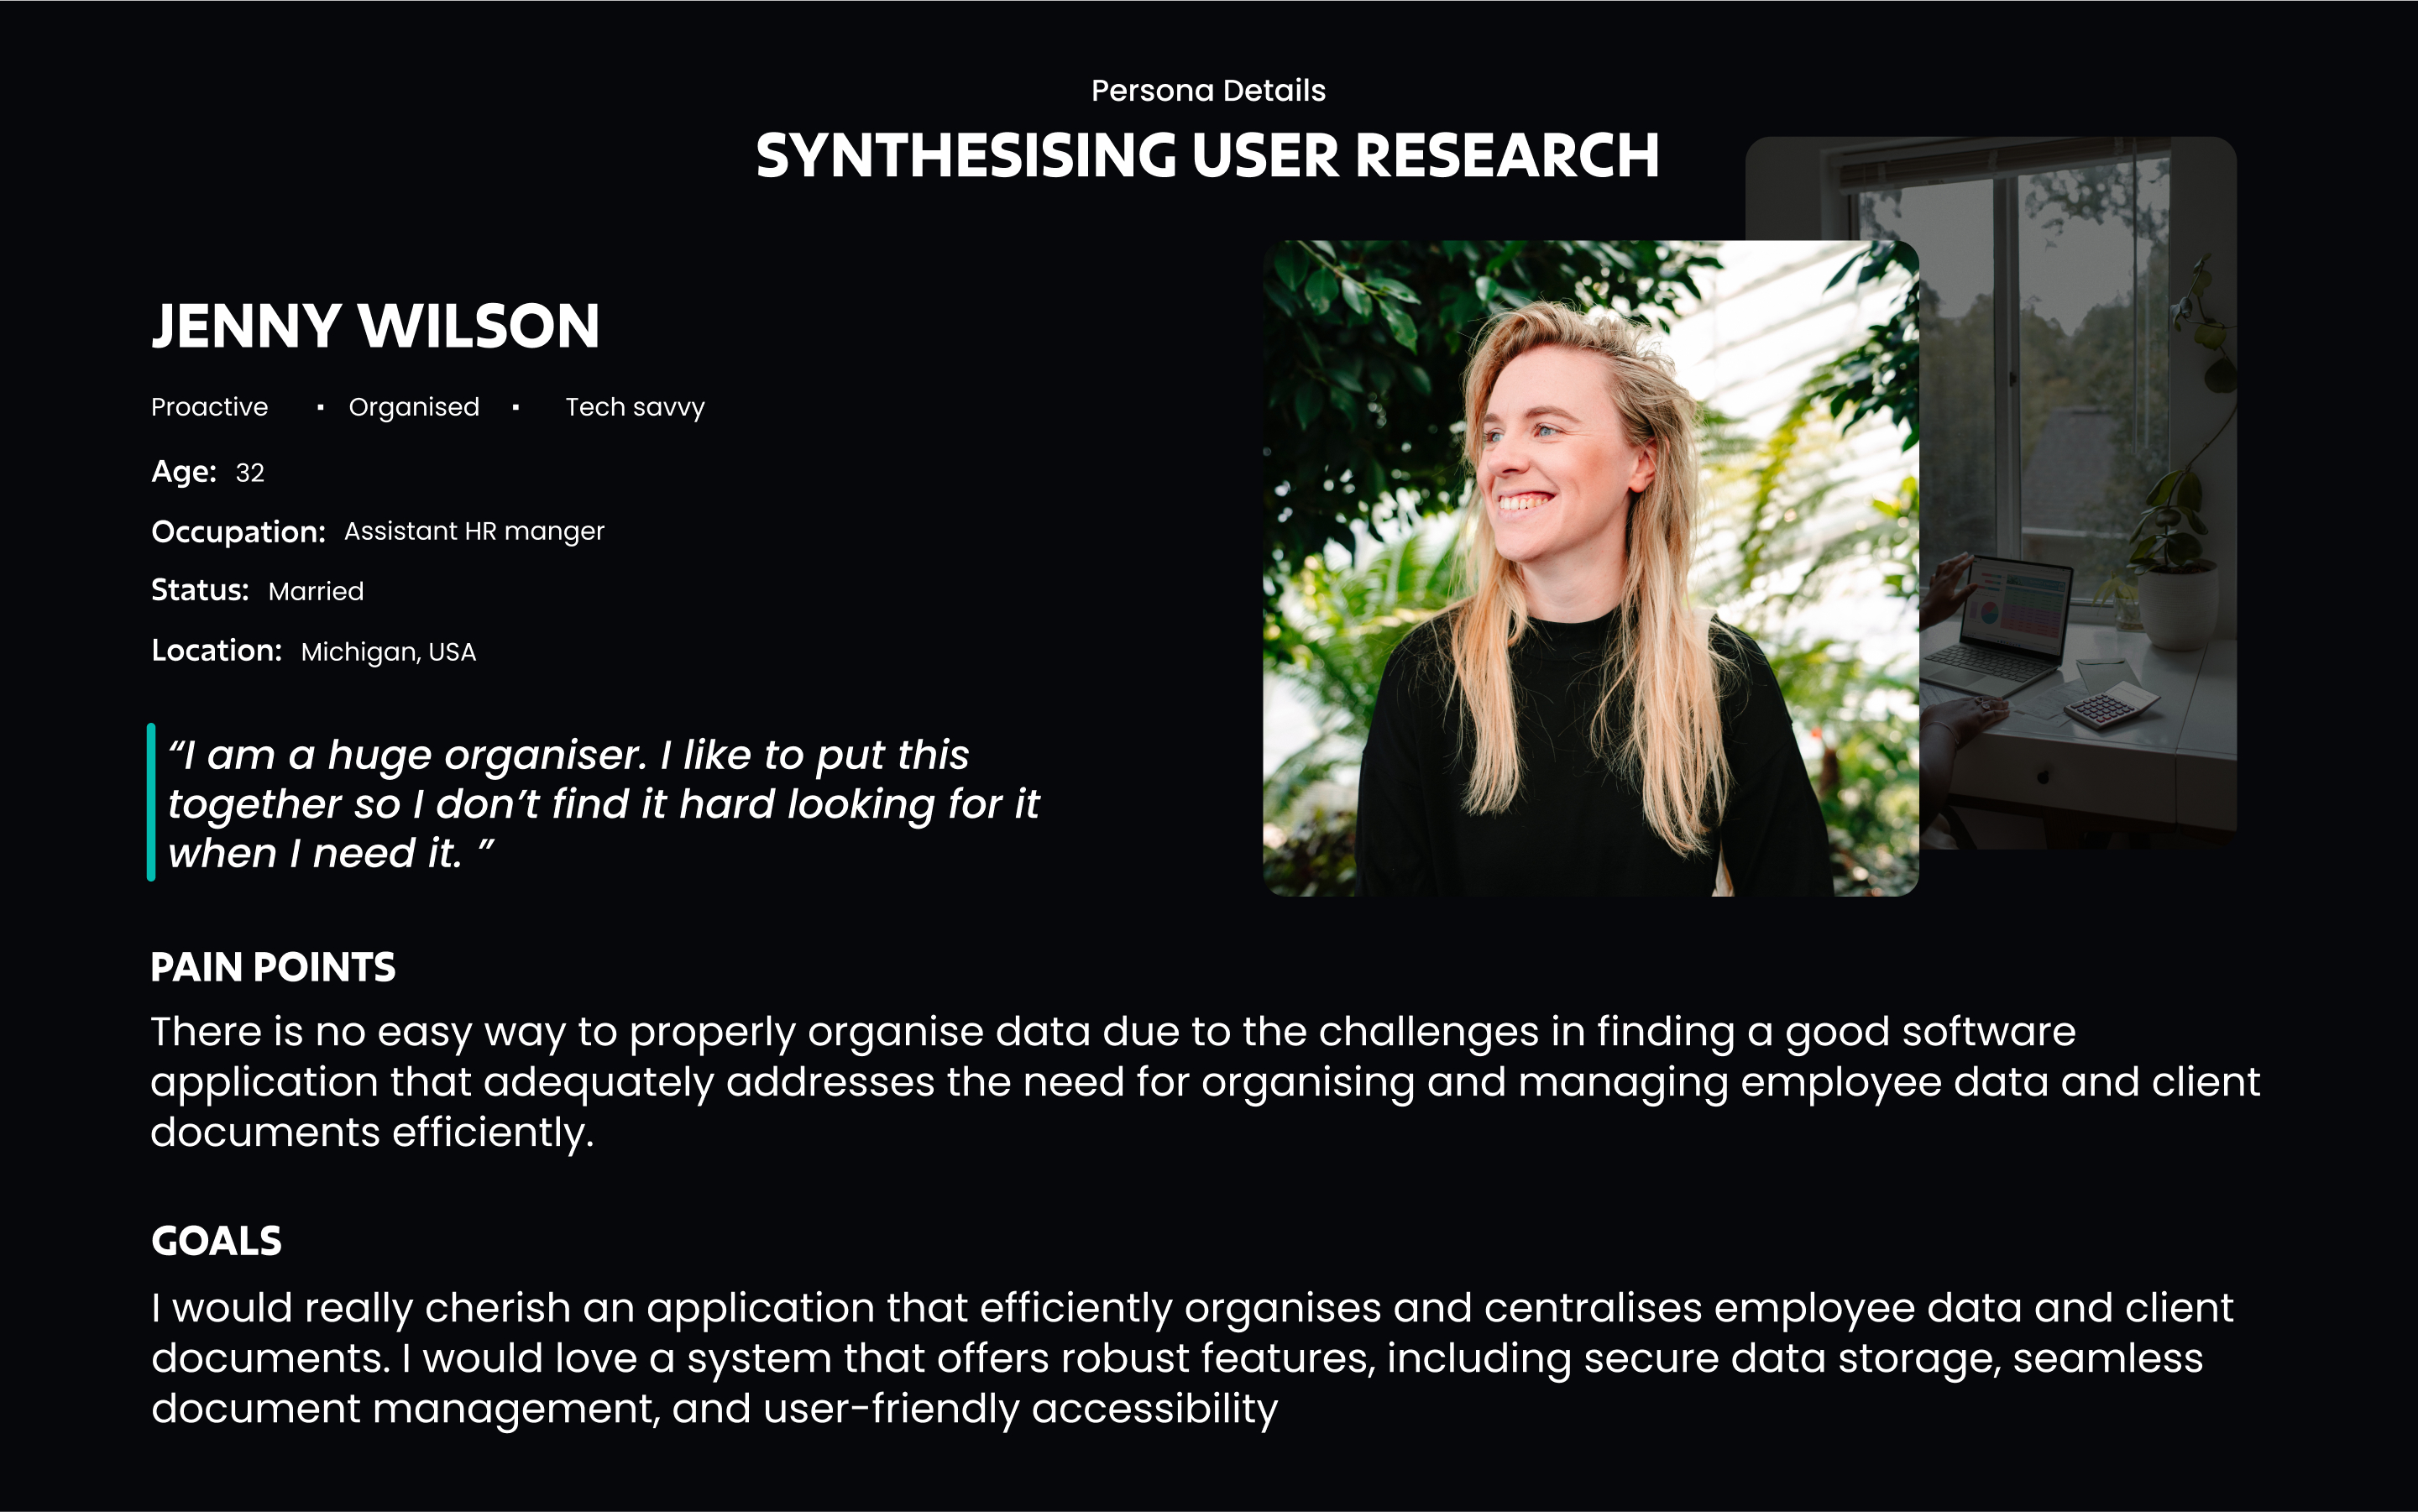 Persona Details
SYNTHESISING USER RESEARCH
JENNY WILSON
Proactive ▪ Organised ▪ Tech savvy
Age: 32
Occupation: Assistant HR manger
Status: Married
Location: Michigan, USA
“I am a huge organiser. I like to put this
together so I don’t find it hard looking for it
when I need it. ”
PAIN POINTS
There is no easy way to properly organise data due to the challenges in finding a good software
application that adequately addresses the need for organising and managing employee data and client
documents efficiently.
GOALS
I would really cherish an application that efficiently organises and centralises employee data and client
documents. I would love a system that offers robust features, including secure data storage, seamless
document management, and user-friendly accessibility